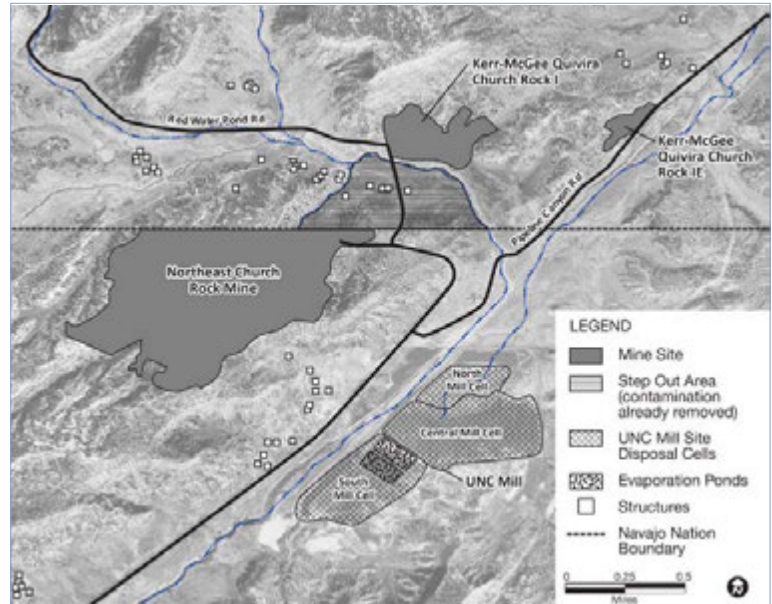 Kerr-McGee Quivira
Church Rock I
Red Water Pond Rd
Kerr-McGee
Quivira Church
Rock IE
Pipeline Canyon Rd
Northeast Church
Rock Mine
North
Mill Cell
Central Mill Cell
South
Mill Cell
UNC Mill
LEGEND
Mine Site
Step Out Area
(contamination
already removed)
UNC Mill Site
Disposal Cells
Evaporation Ponds
Structures
Navajo Nation
Boundary
0 0.25 0.5
Miles